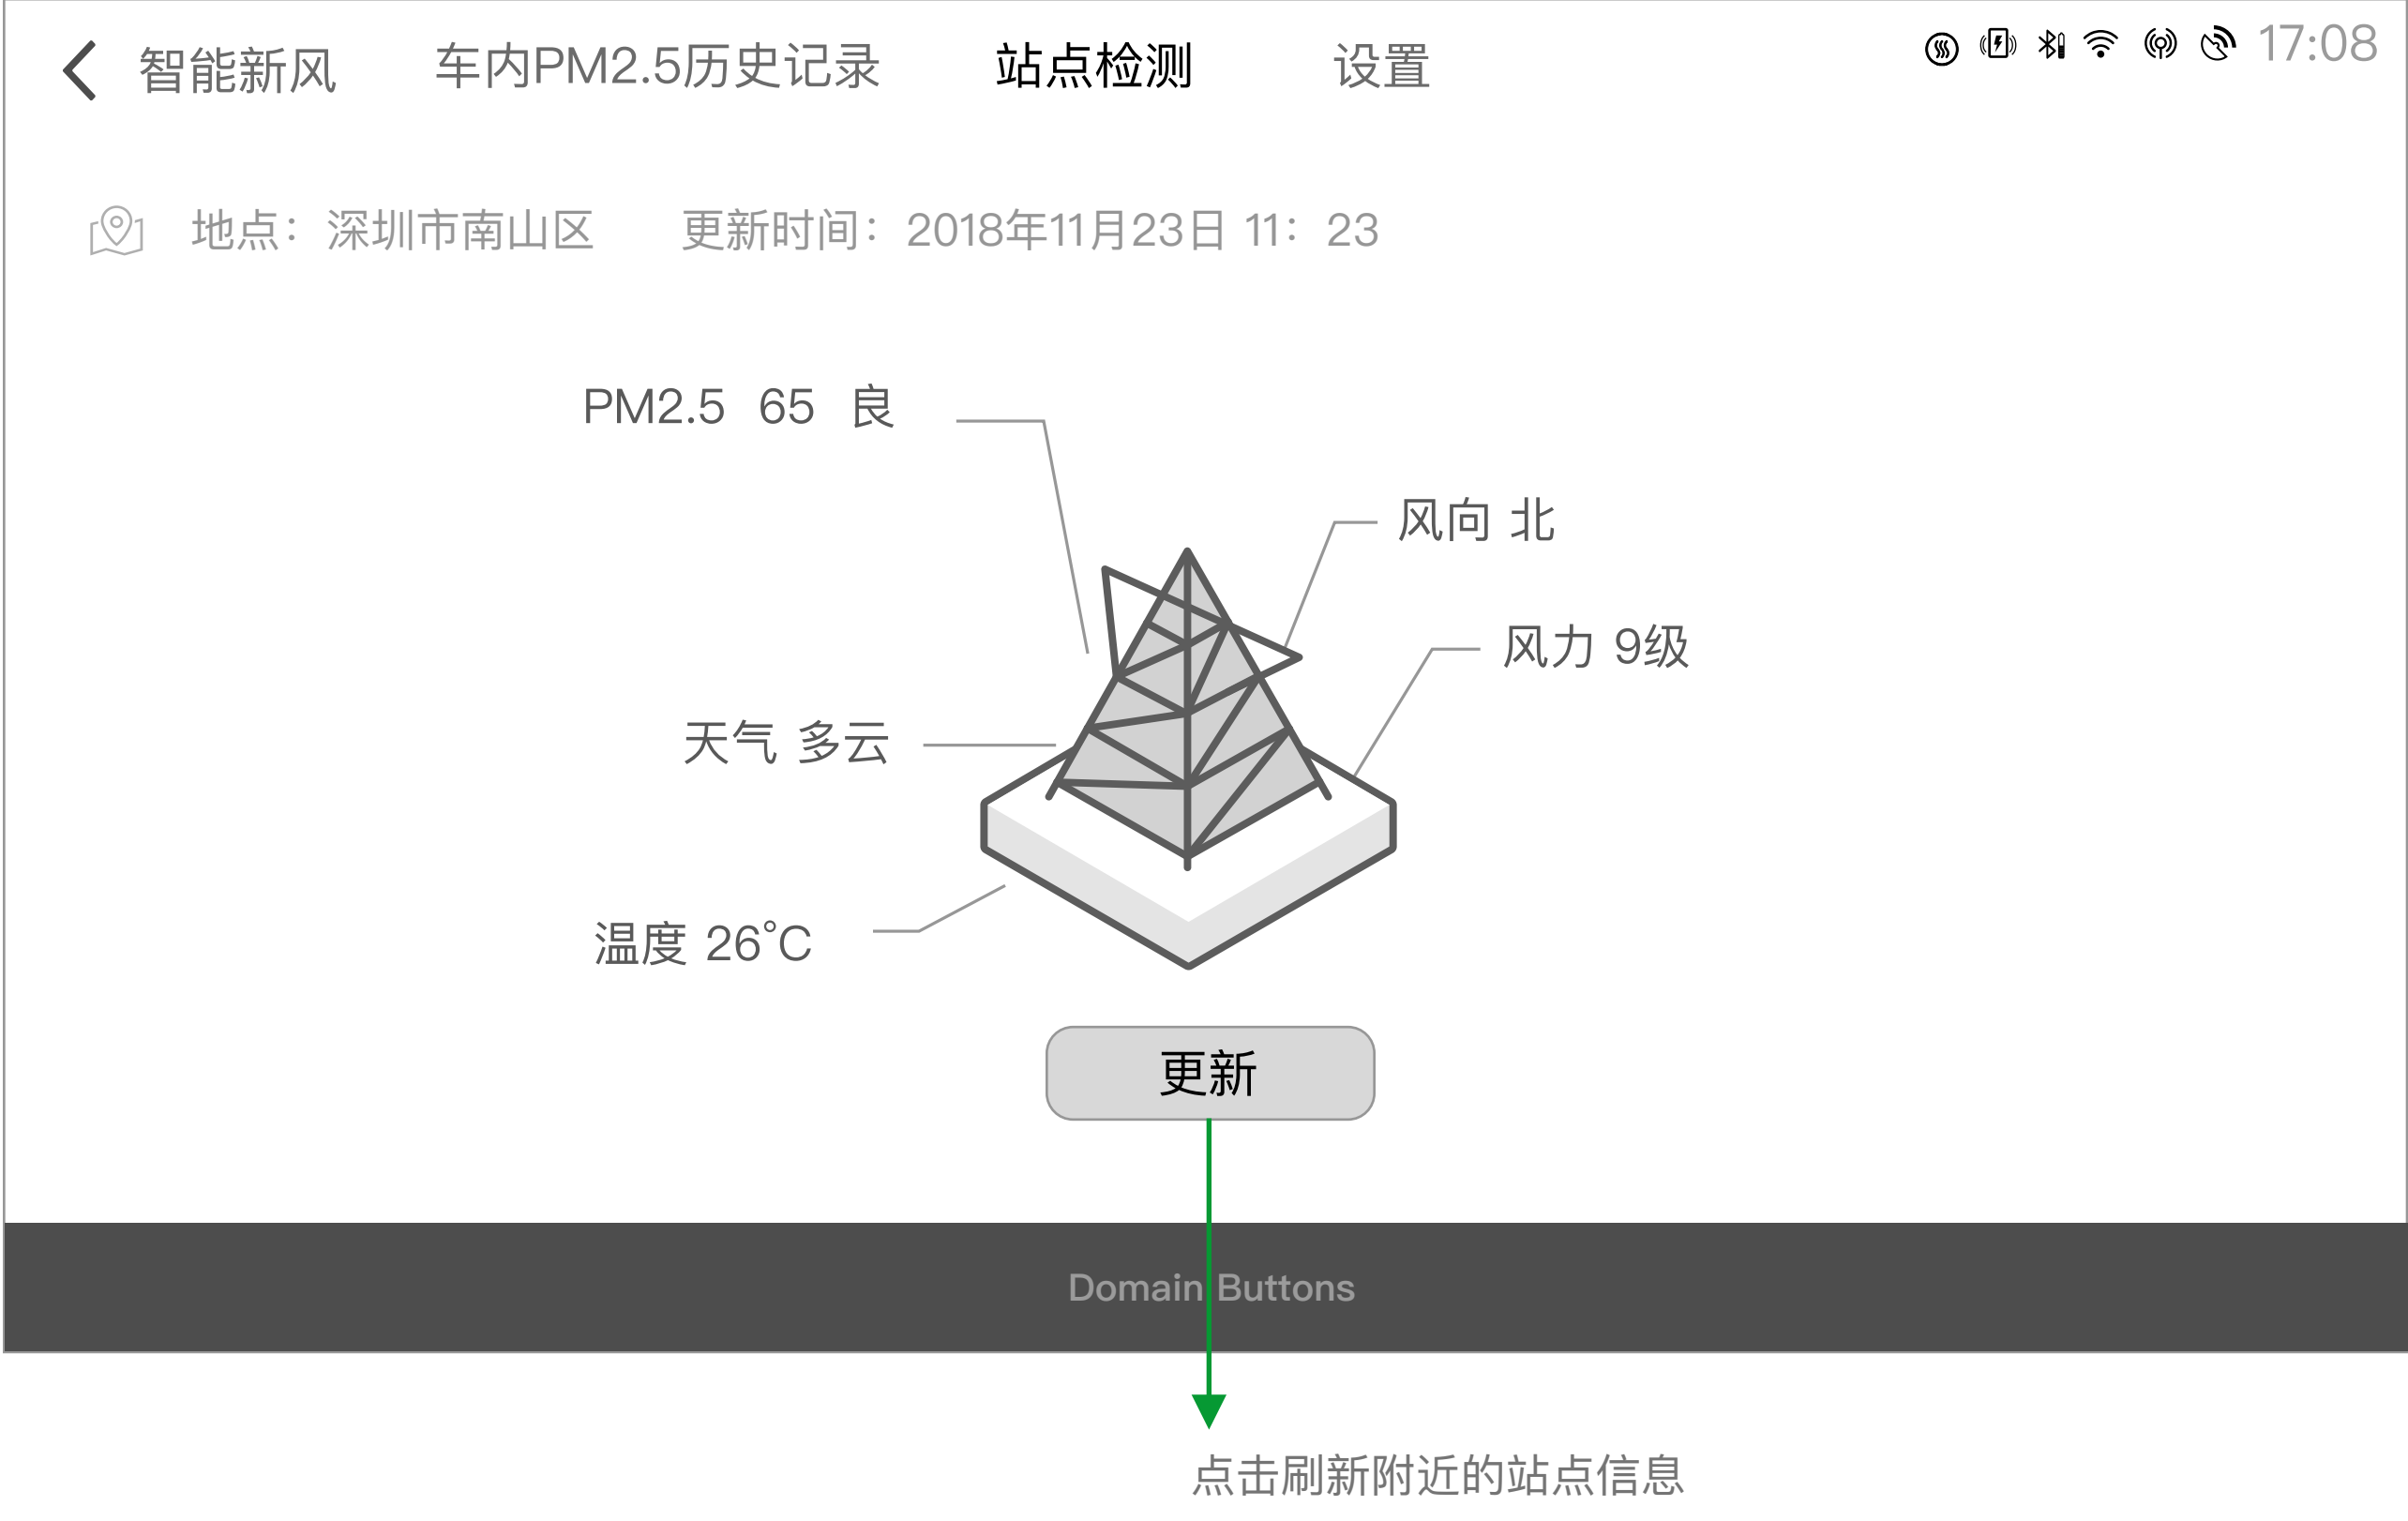 智能新风 车内PM2.5历史记录 站点检测 设置 17:08
地点：深圳市南山区 更新时间：2018年11月23日 11：23
PM2.5 65 良
风向 北
风力 9级
天气 多云
温度 26°C
更新
Domain Buttons
点击刷新附近的站点信息